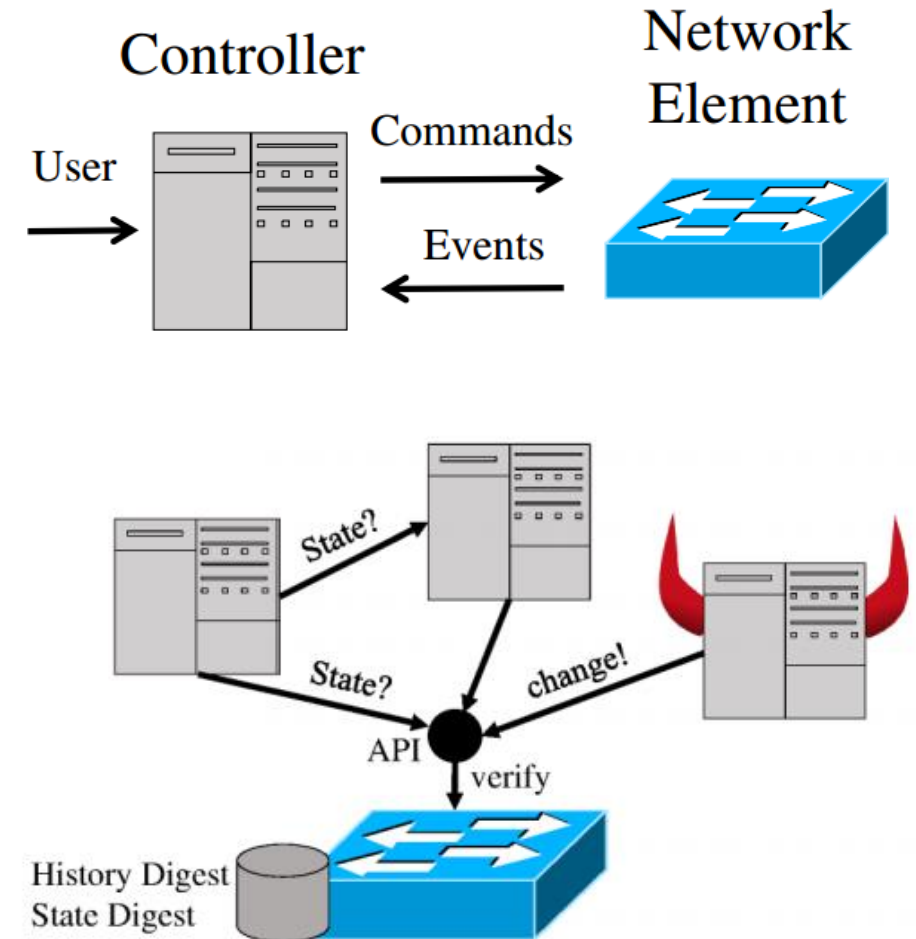 Controller
Network
Element
User
Commands
Events
State?
State?
change!
API
verify
History Digest
State Digest